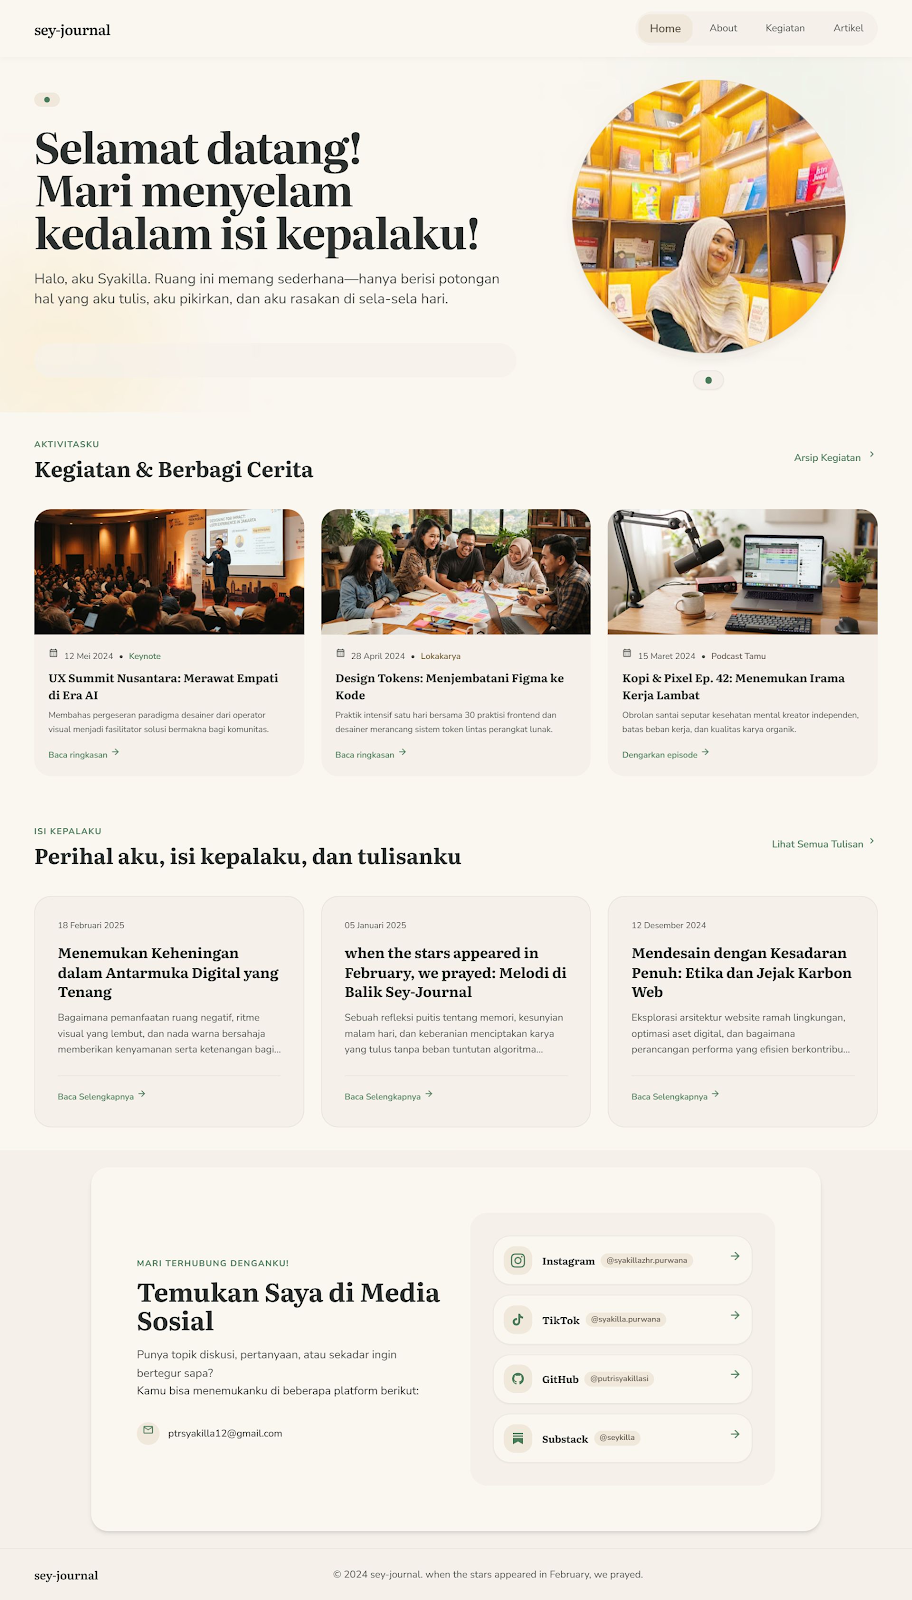 sey-journal
Home
About
Kegiatan
Artikel
Selamat datang!
Mari menyelam
kedalam isi kepalaku!
Halo, aku Syakilla. Ruang ini memang sederhana—hanya berisi potongan
hal yang aku tulis, aku pikirkan, dan aku rasakan di sela-sela hari.
AKTIVITASKU
Kegiatan & Berbagi Cerita
Arsip Kegiatan
12 Mei 2024 • Keynote
UX Summit Nusantara: Merawat Empati
di Era AI
Membahas pergeseran paradigma desainer dari operator
visual menjadi fasilitator solusi bermakna bagi komunitas.
Baca ringkasan
28 April 2024 • Lokakarya
Design Tokens: Menjembatani Figma ke
Kode
Praktik intensif satu hari bersama 30 praktisi frontend dan
desainer merancang sistem token lintas perangkat lunak.
Baca ringkasan
15 Maret 2024 • Podcast Tamu
Kopi & Pixel Ep. 42: Menemukan Irama
Kerja Lambat
Obrolan santai seputar kesehatan mental kreator independen,
batas beban kerja, dan kualitas karya organik.
Dengarkan episode
ISI KEPALAKU
Perihal aku, isi kepalaku, dan tulisanku
Lihat Semua Tulisan
18 Februari 2025
Menemukan Keheningan
dalam Antarmuka Digital yang
Tenang
Bagaimana pemanfaatan ruang negatif, ritme
visual yang lembut, dan nada warna bersahaja
memberikan kenyamanan serta ketenangan bagi...
Baca Selengkapnya
05 Januari 2025
when the stars appeared in
February, we prayed: Melodi di
Balik Sey-Journal
Sebuah refleksi puitis tentang memori, kesunyian
malam hari, dan keberanian menciptakan karya
yang tulus tanpa beban tuntutan algoritma...
Baca Selengkapnya
12 Desember 2024
Mendesain dengan Kesadaran
Penuh: Etika dan Jejak Karbon
Web
Eksplorasi arsitektur website ramah lingkungan,
optimasi aset digital, dan bagaimana
perancangan performa yang efisien berkontribu...
Baca Selengkapnya
MARI TERHUBUNG DENGANKU!
Temukan Saya di Media
Sosial
Punya topik diskusi, pertanyaan, atau sekadar ingin
bertegur sapa?
Kamu bisa menemukanku di beberapa platform berikut:
ptrsyakilla12@gmail.com
Instagram @syakillazhr.purwana
TikTok @syakilla.purwana
GitHub @putrisyakillasi
Substack @seykilla
sey-journal
© 2024 sey-journal. when the stars appeared in February, we prayed.